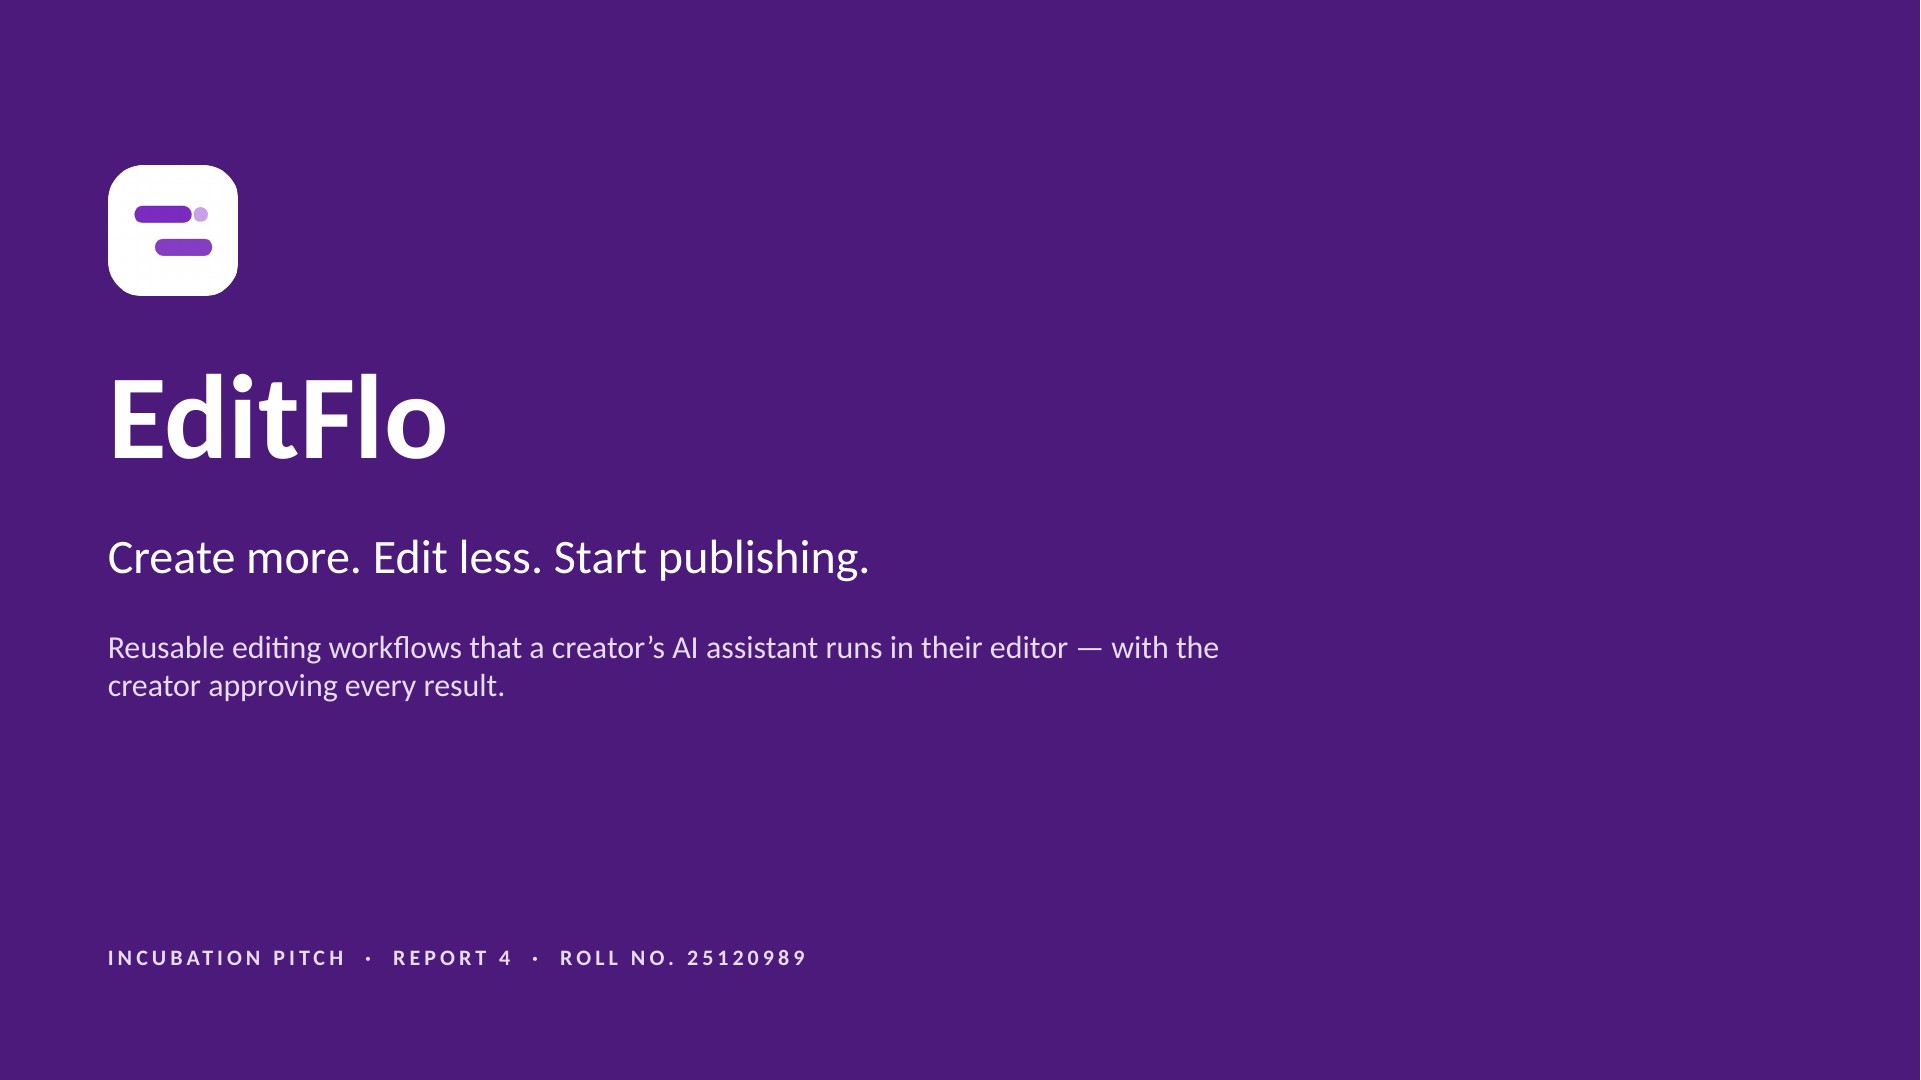 EditFlo
Create more. Edit less. Start publishing.
Reusable editing workflows that a creator’s AI assistant runs in their editor — with the
creator approving every result.
INCUBATION PITCH · REPORT 4 · ROLL NO. 25120989